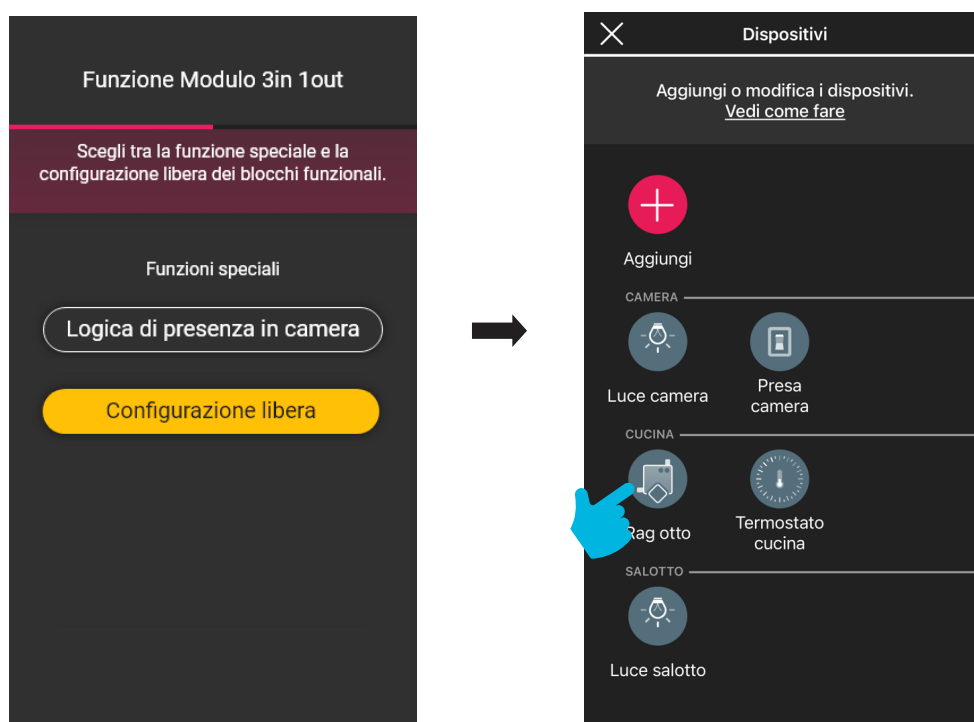 Funzione Modulo 3in 1out
Scegli tra la funzione speciale e la
configurazione libera dei blocchi funzionali.
Funzioni speciali
Logica di presenza in camera
Configurazione libera
Dispositivi
Aggiungi o modifica i dispositivi.
Vedi come fare
Aggiungi
CAMERA
Luce camera
Presa
camera
CUCINA
Rag otto
Termostato
cucina
SALOTTO
Luce salotto